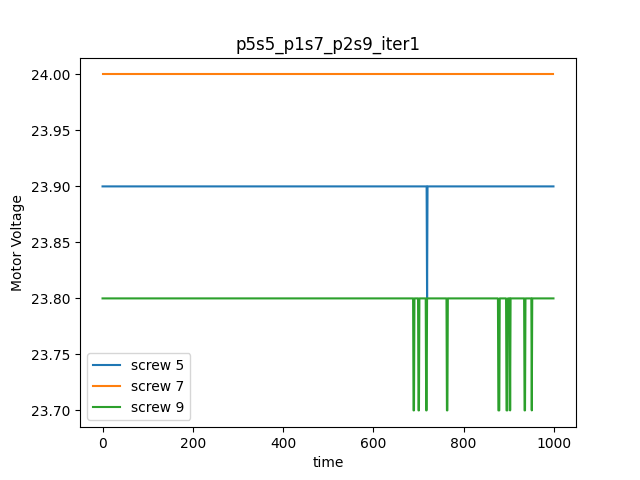 p5s5_p1s7_p2s9_iter1
24.00
23.95
23.90
23.85
23.80
23.75
23.70
Motor Voltage
screw 5
screw 7
screw 9
0 200 400 600 800 1000
time